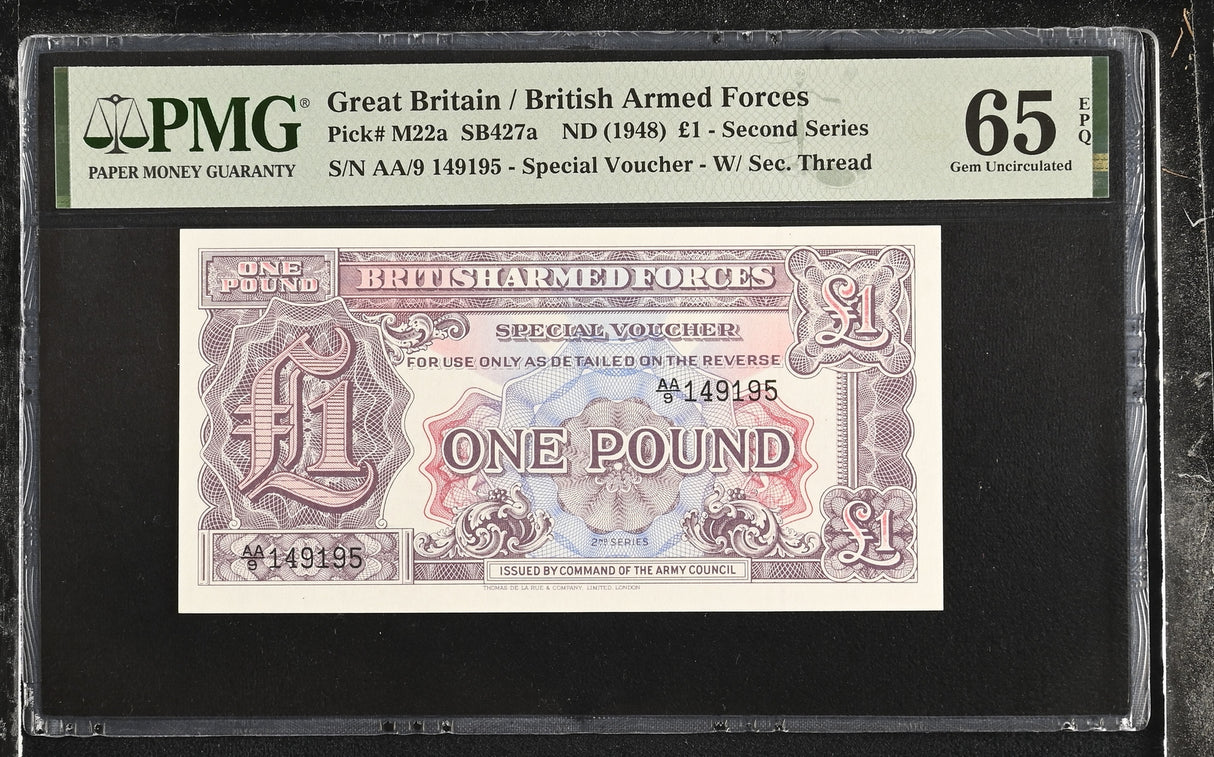 PMG®
PAPER MONEY GUARANTY
Great Britain / British Armed Forces
Pick# M22a SB427a ND (1948) £1 - Second Series
S/N AA/9 149195 - Special Voucher - W/ Sec. Thread
65
EPQ
Gem Uncirculated
ONE
POUND
BRITISH ARMED FORCES
£1
SPECIAL VOUCHER
FOR USE ONLY AS DETAILED ON THE REVERSE
AA/9 149195
£1
ONE POUND
2ND SERIES
£1
AA/9 149195
ISSUED BY COMMAND OF THE ARMY COUNCIL
THOMAS DE LA RUE & COMPANY, LIMITED, LONDON